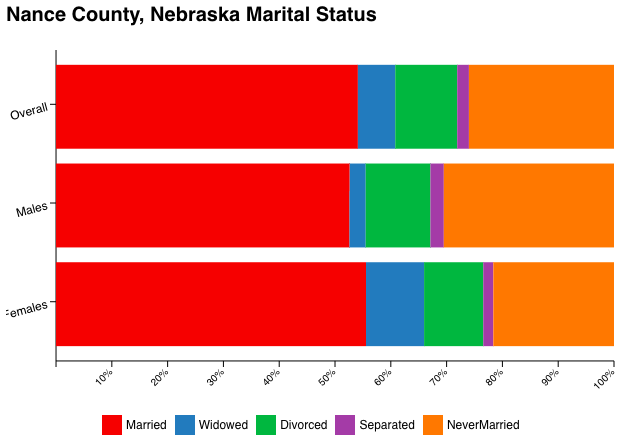 Nance County, Nebraska Marital Status
Overall
Males
Females
10% 20% 30% 40% 50% 60% 70% 80% 90% 100%
Married Widowed Divorced Separated NeverMarried